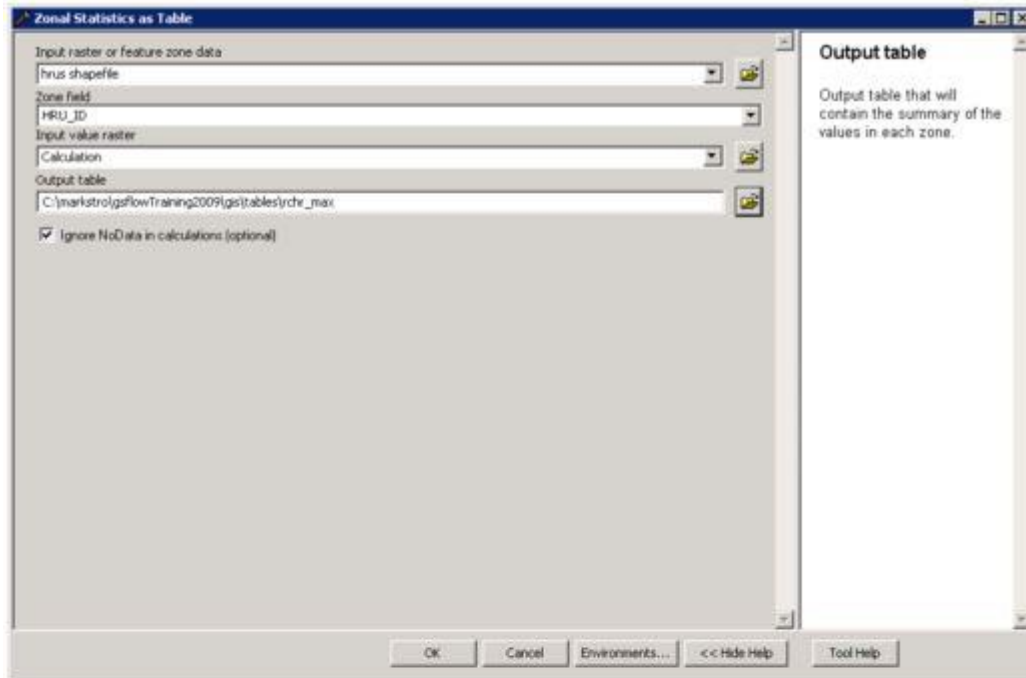 Zonal Statistics as Table
Input raster or feature zone data
hrus shapefile
Zone field
HRU_ID
Input value raster
Calculation
Output table
C:\markstro\gsflowTraining2009\gis\tables\rchr_max
Ignore NoData in calculations (optional)
Output table
Output table that will
contain the summary of the
values in each zone.
OK
Cancel
Environments...
<< Hide Help
Tool Help